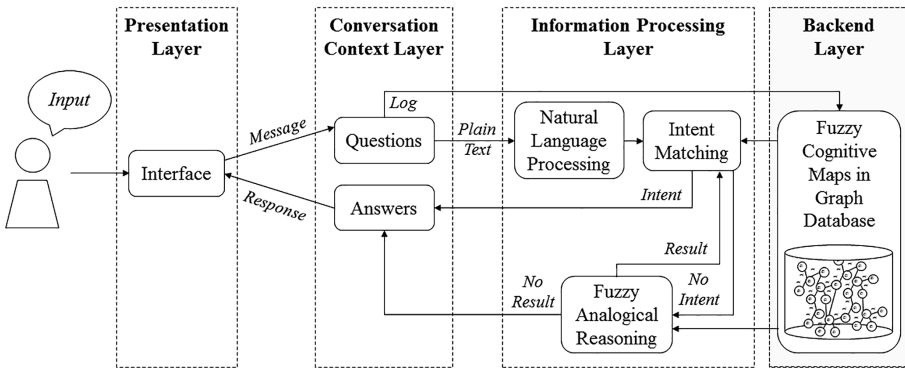 Presentation
Layer
Conversation
Context Layer
Information Processing
Layer
Backend
Layer
Input
Interface
Message
Response
Log
Questions
Answers
Plain
Text
Natural
Language
Processing
Intent
Matching
Intent
Result
No
Result
No
Intent
Fuzzy
Analogical
Reasoning
Fuzzy
Cognitive
Maps in
Graph
Database